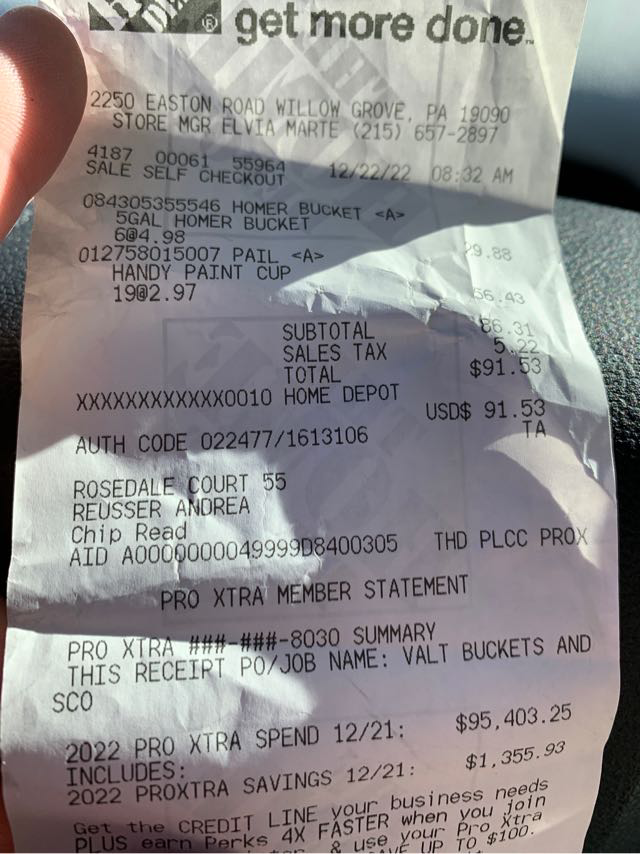 get more done.
2250 EASTON ROAD WILLOW GROVE, PA 19090
STORE MGR ELVIA MARTE (215) 657-2897
4187 00061 55964 12/22/22 08:32 AM
SALE SELF CHECKOUT
084305355546 HOMER BUCKET <A>
5GAL HOMER BUCKET
6@4.98 29.88
012758015007 PAIL <A>
HANDY PAINT CUP
19@2.97 56.43
SUBTOTAL 86.31
SALES TAX 5.22
TOTAL $91.53
XXXXXXXXXXXX0010 HOME DEPOT
USD$ 91.53
AUTH CODE 022477/1613106 TA
ROSEDALE COURT 55
REUSSER ANDREA
Chip Read
AID A0000000049999D8400305 THD PLCC PROX
PRO XTRA MEMBER STATEMENT
PRO XTRA ###-###-8030 SUMMARY
THIS RECEIPT PO/JOB NAME: VALT BUCKETS AND
SCO
2022 PRO XTRA SPEND 12/21: $95,403.25
INCLUDES:
2022 PROXTRA SAVINGS 12/21: $1,355.93
Get the CREDIT LINE your business needs
PLUS earn Perks 4X FASTER when you join
& use your Pro Xtra
UP TO $100.